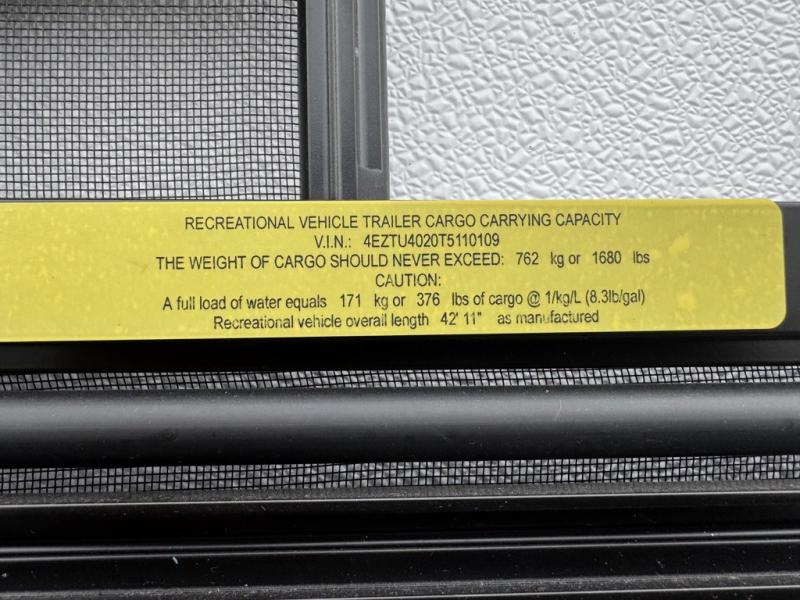 RECREATIONAL VEHICLE TRAILER CARGO CARRYING CAPACITY
V.I.N.: 4EZTU4020T5110109
THE WEIGHT OF CARGO SHOULD NEVER EXCEED: 762 kg or 1680 lbs
CAUTION:
A full load of water equals 171 kg or 376 lbs of cargo @ 1/kg/L (8.3lb/gal)
Recreational vehicle overall length 42' 11" as manufactured